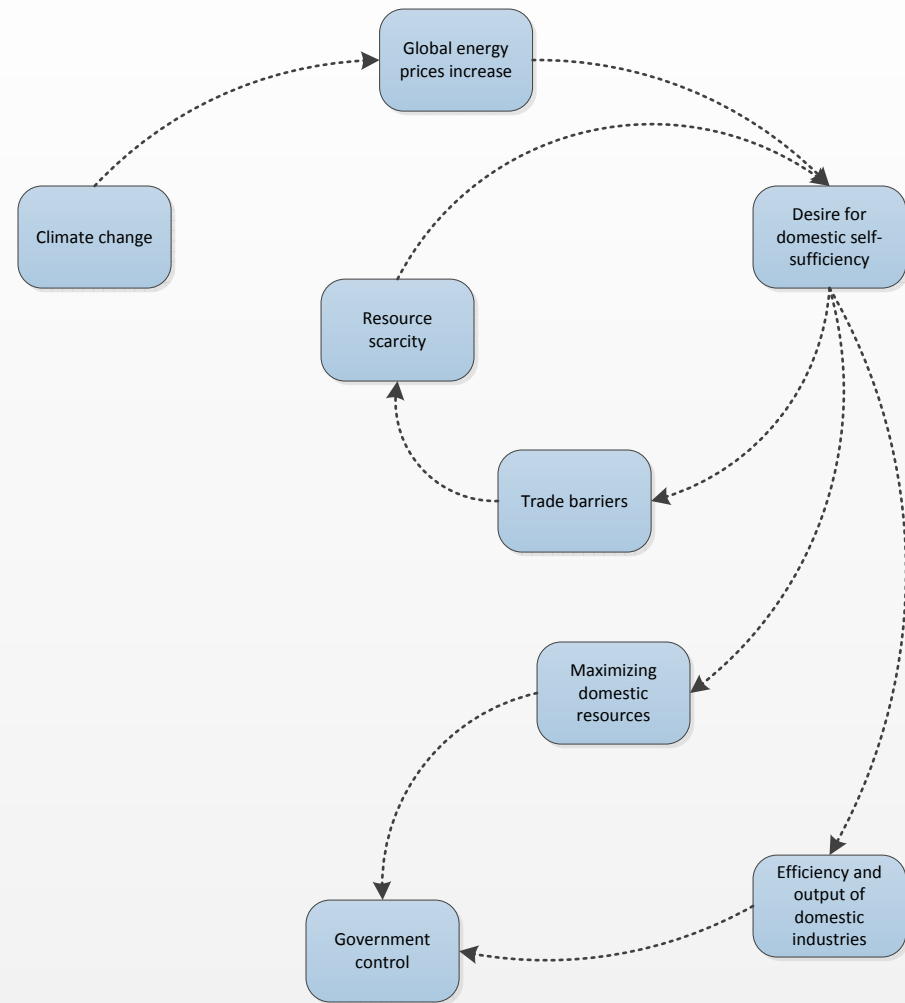 Global energy
prices increase
Climate change
Desire for
domestic self-
sufficiency
Resource
scarcity
Trade barriers
Maximizing
domestic
resources
Efficiency and
output of
domestic
industries
Government
control